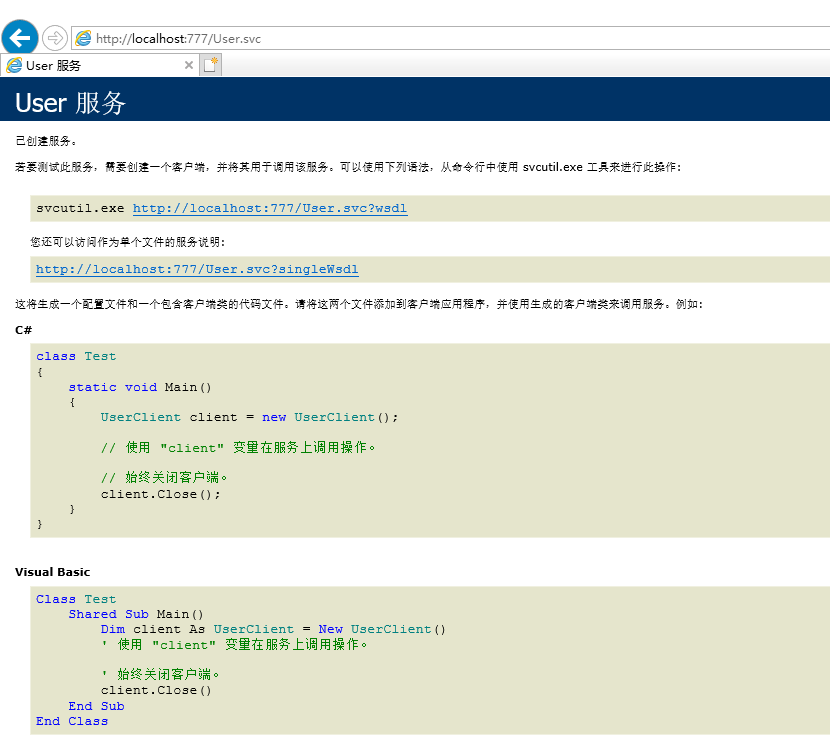 http://localhost:777/User.svc
User 服务
User 服务
已创建服务。
若要测试此服务，需要创建一个客户端，并将其用于调用该服务。可以使用下列语法，从命令行中使用 svcutil.exe 工具来进行此操作:
svcutil.exe http://localhost:777/User.svc?wsdl
您还可以访问作为单个文件的服务说明:
http://localhost:777/User.svc?singleWsdl
这将生成一个配置文件和一个包含客户端类的代码文件。请将这两个文件添加到客户端应用程序，并使用生成的客户端类来调用服务。例如:
C#
class Test
{
    static void Main()
    {
        UserClient client = new UserClient();
        // 使用 "client" 变量在服务上调用操作。
        // 始终关闭客户端。
        client.Close();
    }
}
Visual Basic
Class Test
    Shared Sub Main()
        Dim client As UserClient = New UserClient()
        ' 使用 "client" 变量在服务上调用操作。
        ' 始终关闭客户端。
        client.Close()
    End Sub
End Class